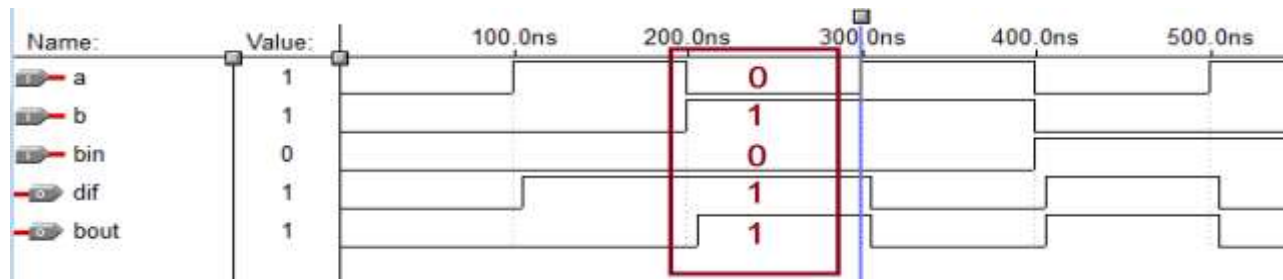 Name: Value: 100.0ns 200.0ns 300.0ns 400.0ns 500.0ns
a 1 0
b 1 1
bin 0 0
dif 1 1
bout 1 1